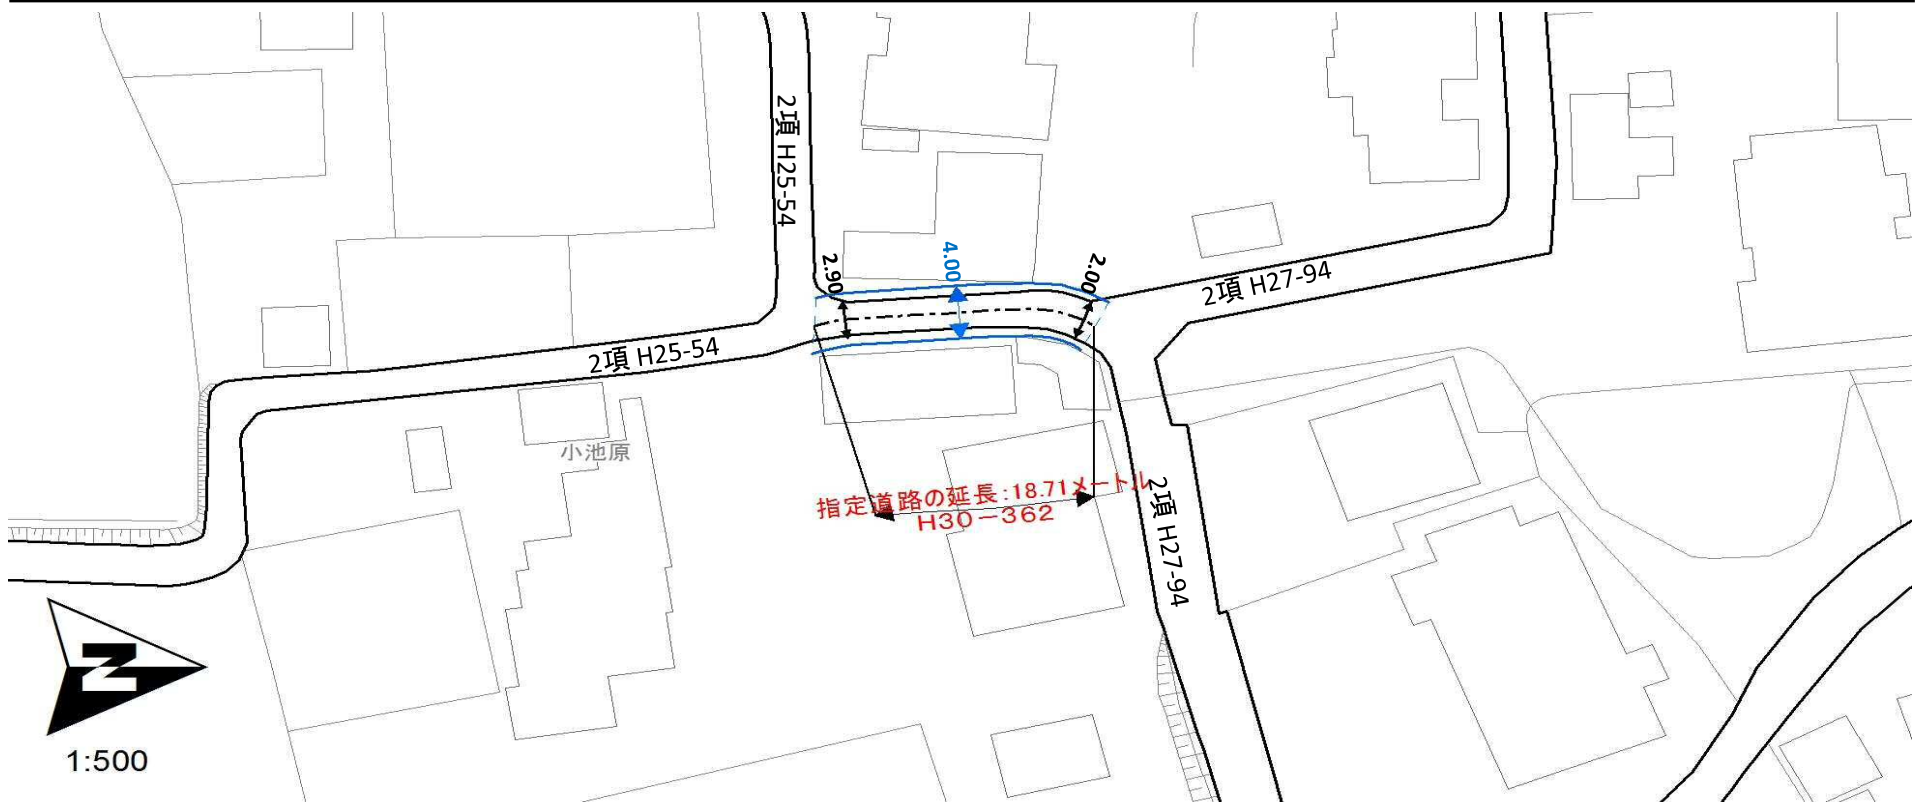 2項 H25-54
2.90
4.00
2.00
2項 H27-94
2項 H25-54
小池原
指定道路の延長:18.71メートル
H30-362
2項 H27-94
N
1:500